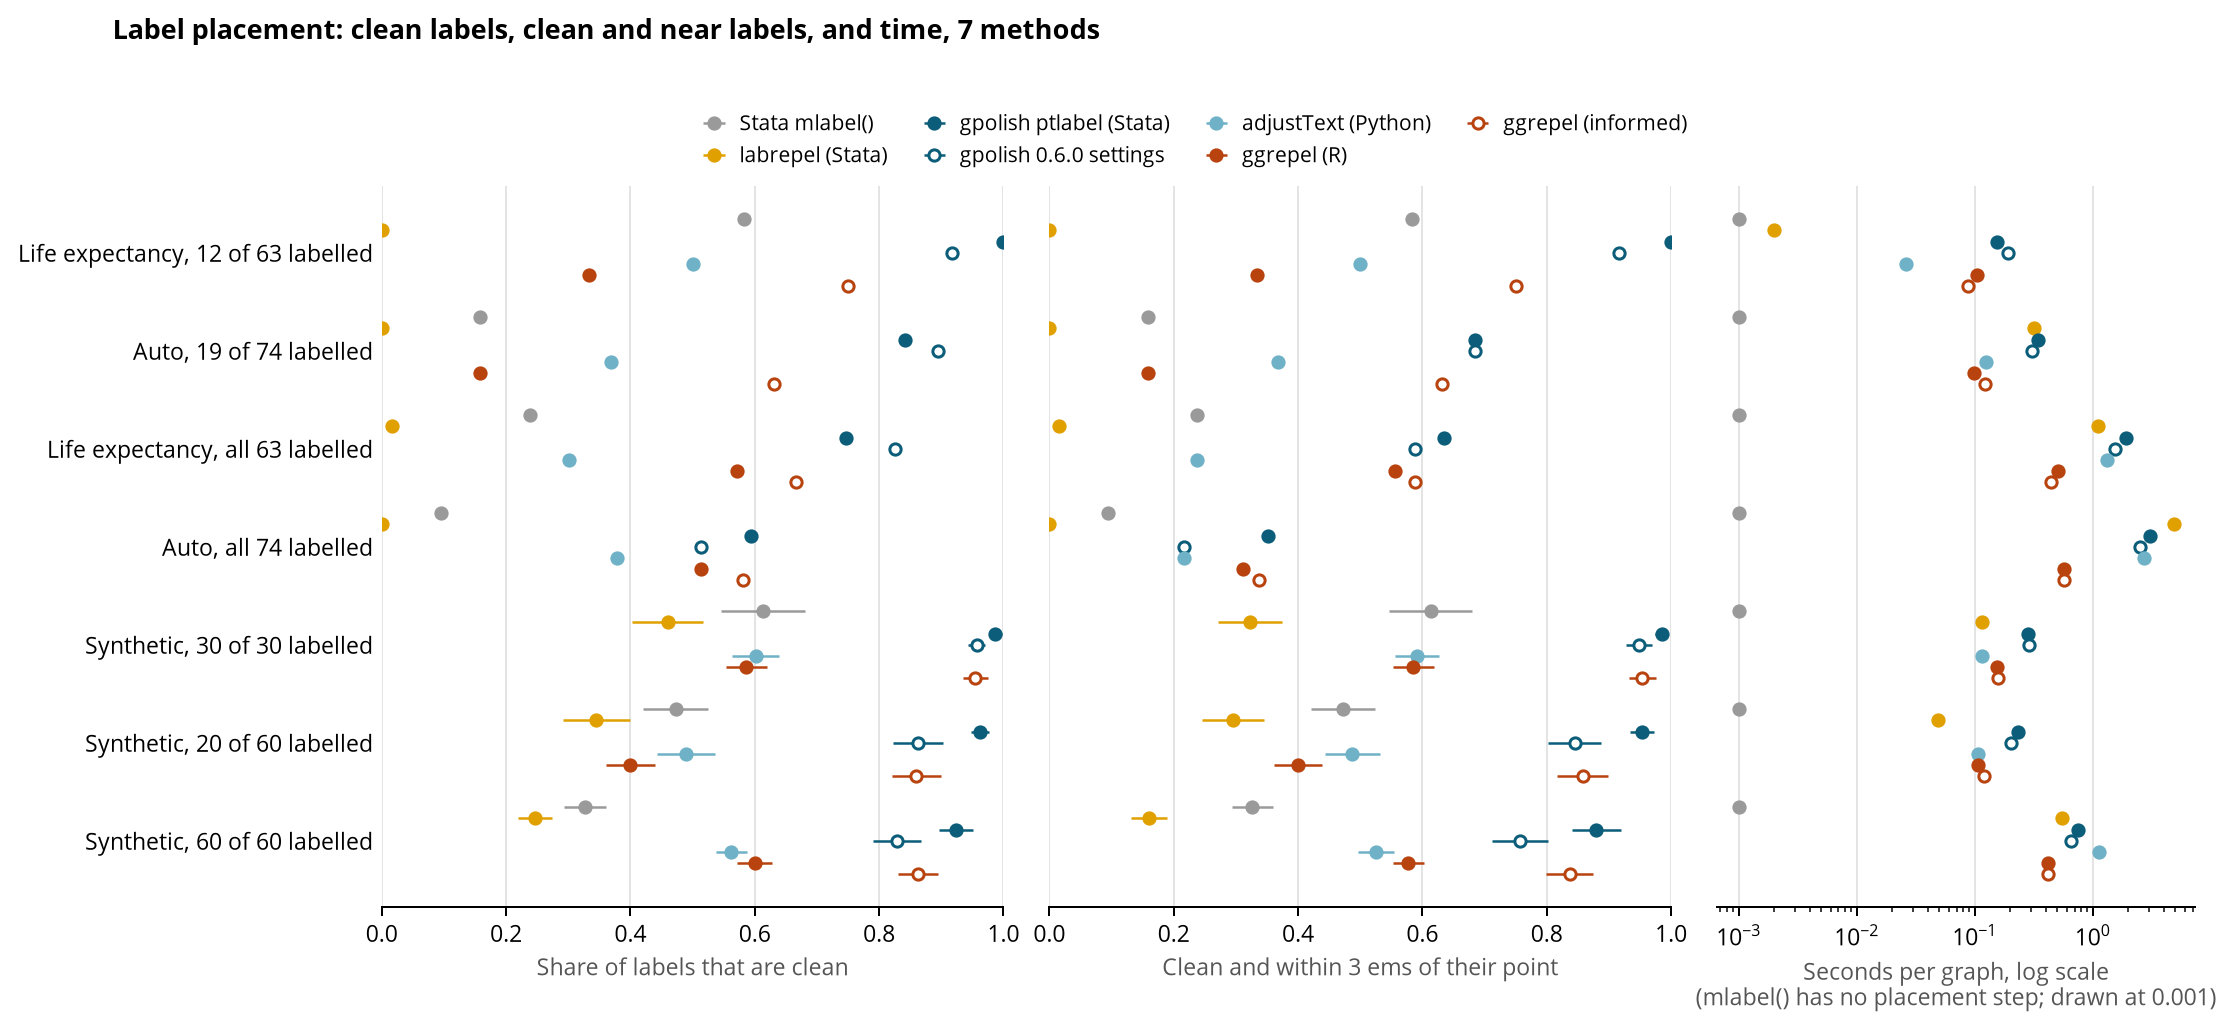 Label placement: clean labels, clean and near labels, and time, 7 methods
Stata mlabel()
gpolish ptlabel (Stata)
adjustText (Python)
ggrepel (informed)
labrepel (Stata)
gpolish 0.6.0 settings
ggrepel (R)
Life expectancy, 12 of 63 labelled
Auto, 19 of 74 labelled
Life expectancy, all 63 labelled
Auto, all 74 labelled
Synthetic, 30 of 30 labelled
Synthetic, 20 of 60 labelled
Synthetic, 60 of 60 labelled
0.0 0.2 0.4 0.6 0.8 1.0
Share of labels that are clean
0.0 0.2 0.4 0.6 0.8 1.0
Clean and within 3 ems of their point
10⁻³ 10⁻² 10⁻¹ 10⁰
Seconds per graph, log scale
(mlabel() has no placement step; drawn at 0.001)